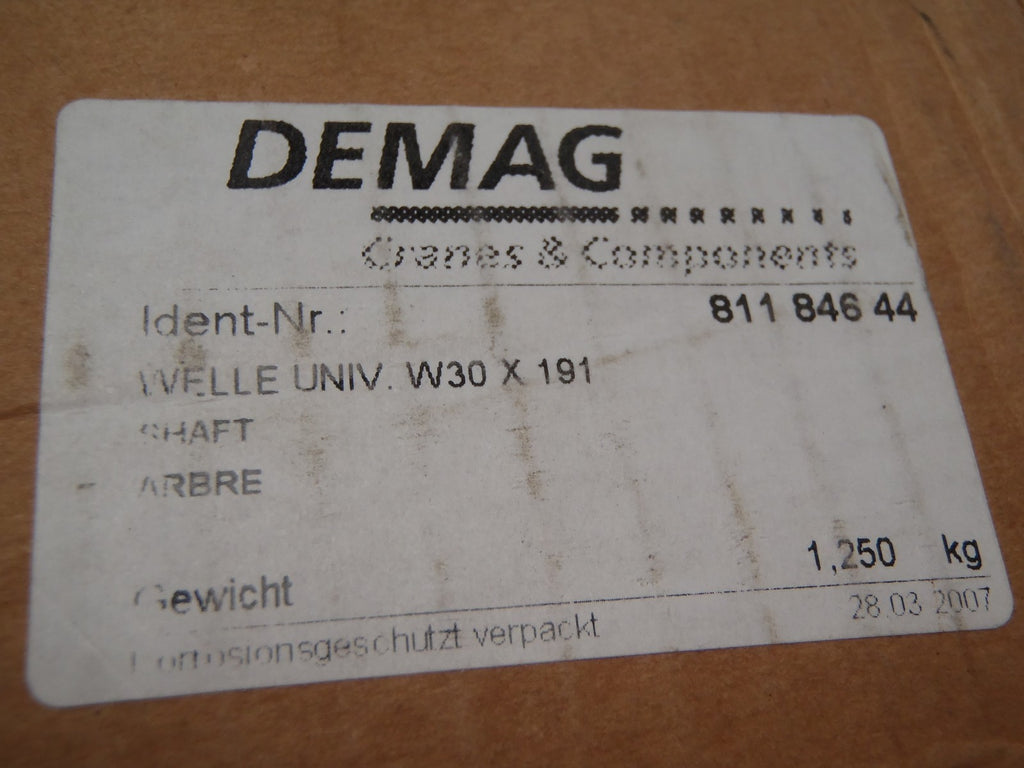 DEMAG
Cranes & Components
Ident-Nr.: 811 846 44
WELLE UNIV. W30 X 191
SHAFT
ARBRE
Gewicht 1,250 kg
28.03.2007
Korrosionsgeschützt verpackt